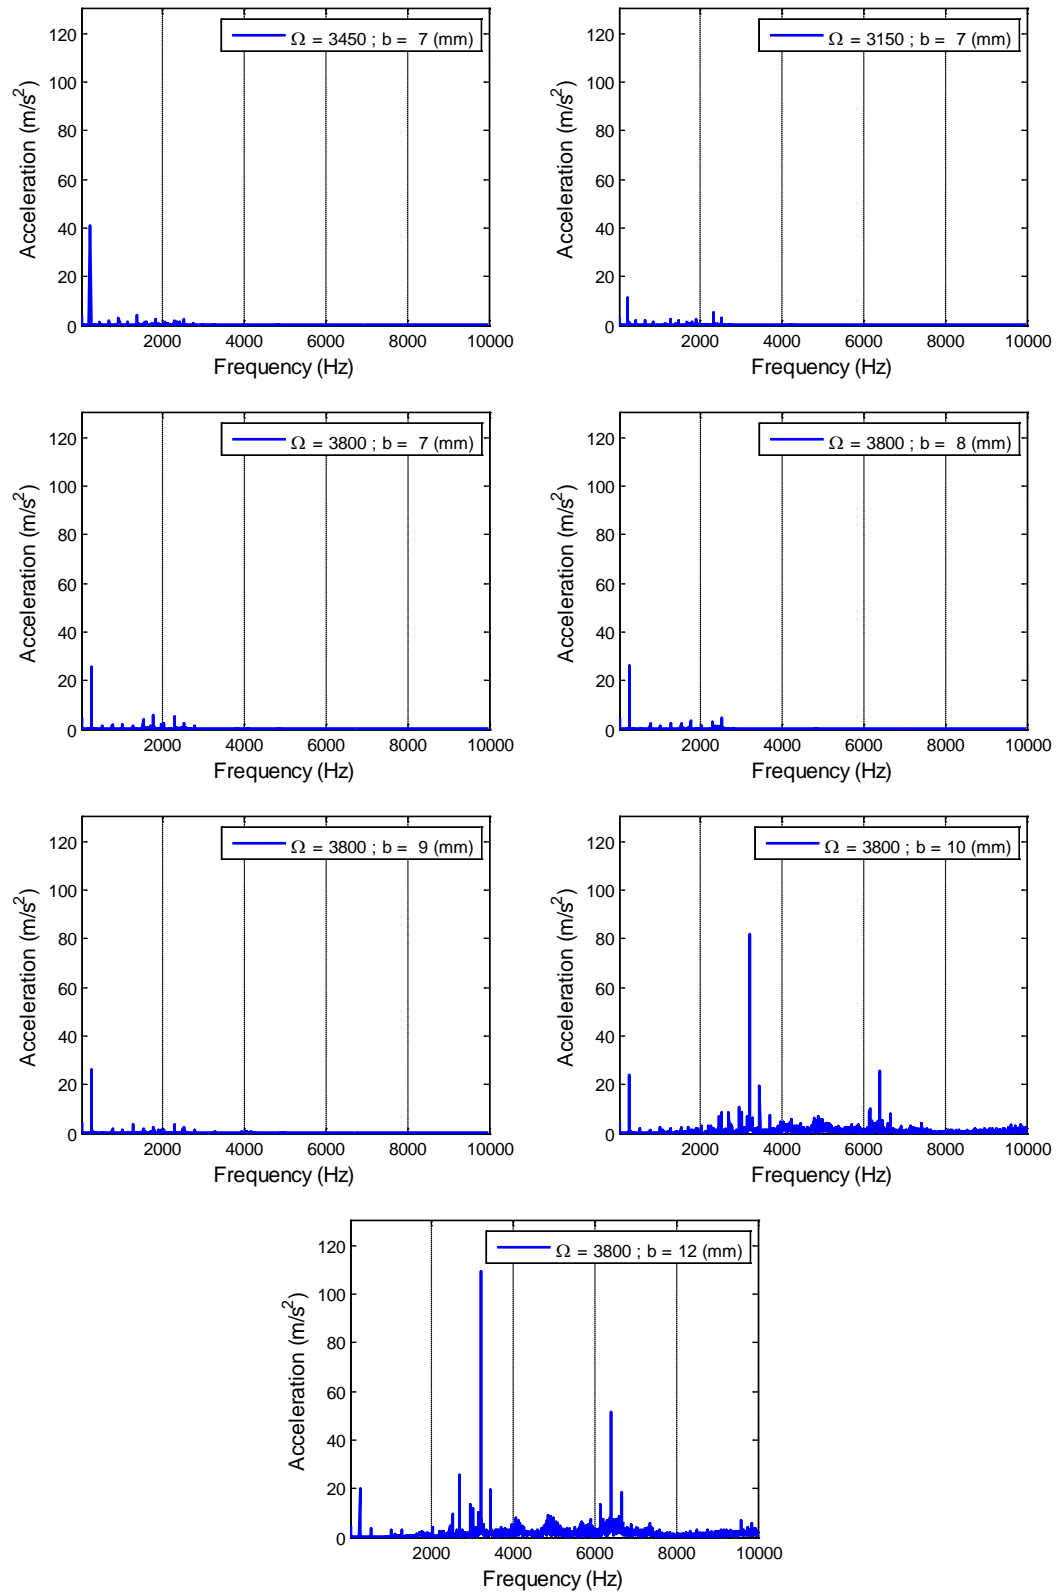 Ω = 3450 ; b = 7 (mm)
120
100
80
60
40
20
0
2000 4000 6000 8000 10000
Frequency (Hz)
Acceleration (m/s²)
Ω = 3150 ; b = 7 (mm)
120
100
80
60
40
20
0
2000 4000 6000 8000 10000
Frequency (Hz)
Acceleration (m/s²)
Ω = 3800 ; b = 7 (mm)
120
100
80
60
40
20
0
2000 4000 6000 8000 10000
Frequency (Hz)
Acceleration (m/s²)
Ω = 3800 ; b = 8 (mm)
120
100
80
60
40
20
0
2000 4000 6000 8000 10000
Frequency (Hz)
Acceleration (m/s²)
Ω = 3800 ; b = 9 (mm)
120
100
80
60
40
20
0
2000 4000 6000 8000 10000
Frequency (Hz)
Acceleration (m/s²)
Ω = 3800 ; b = 10 (mm)
120
100
80
60
40
20
0
2000 4000 6000 8000 10000
Frequency (Hz)
Acceleration (m/s²)
Ω = 3800 ; b = 12 (mm)
120
100
80
60
40
20
0
2000 4000 6000 8000 10000
Frequency (Hz)
Acceleration (m/s²)